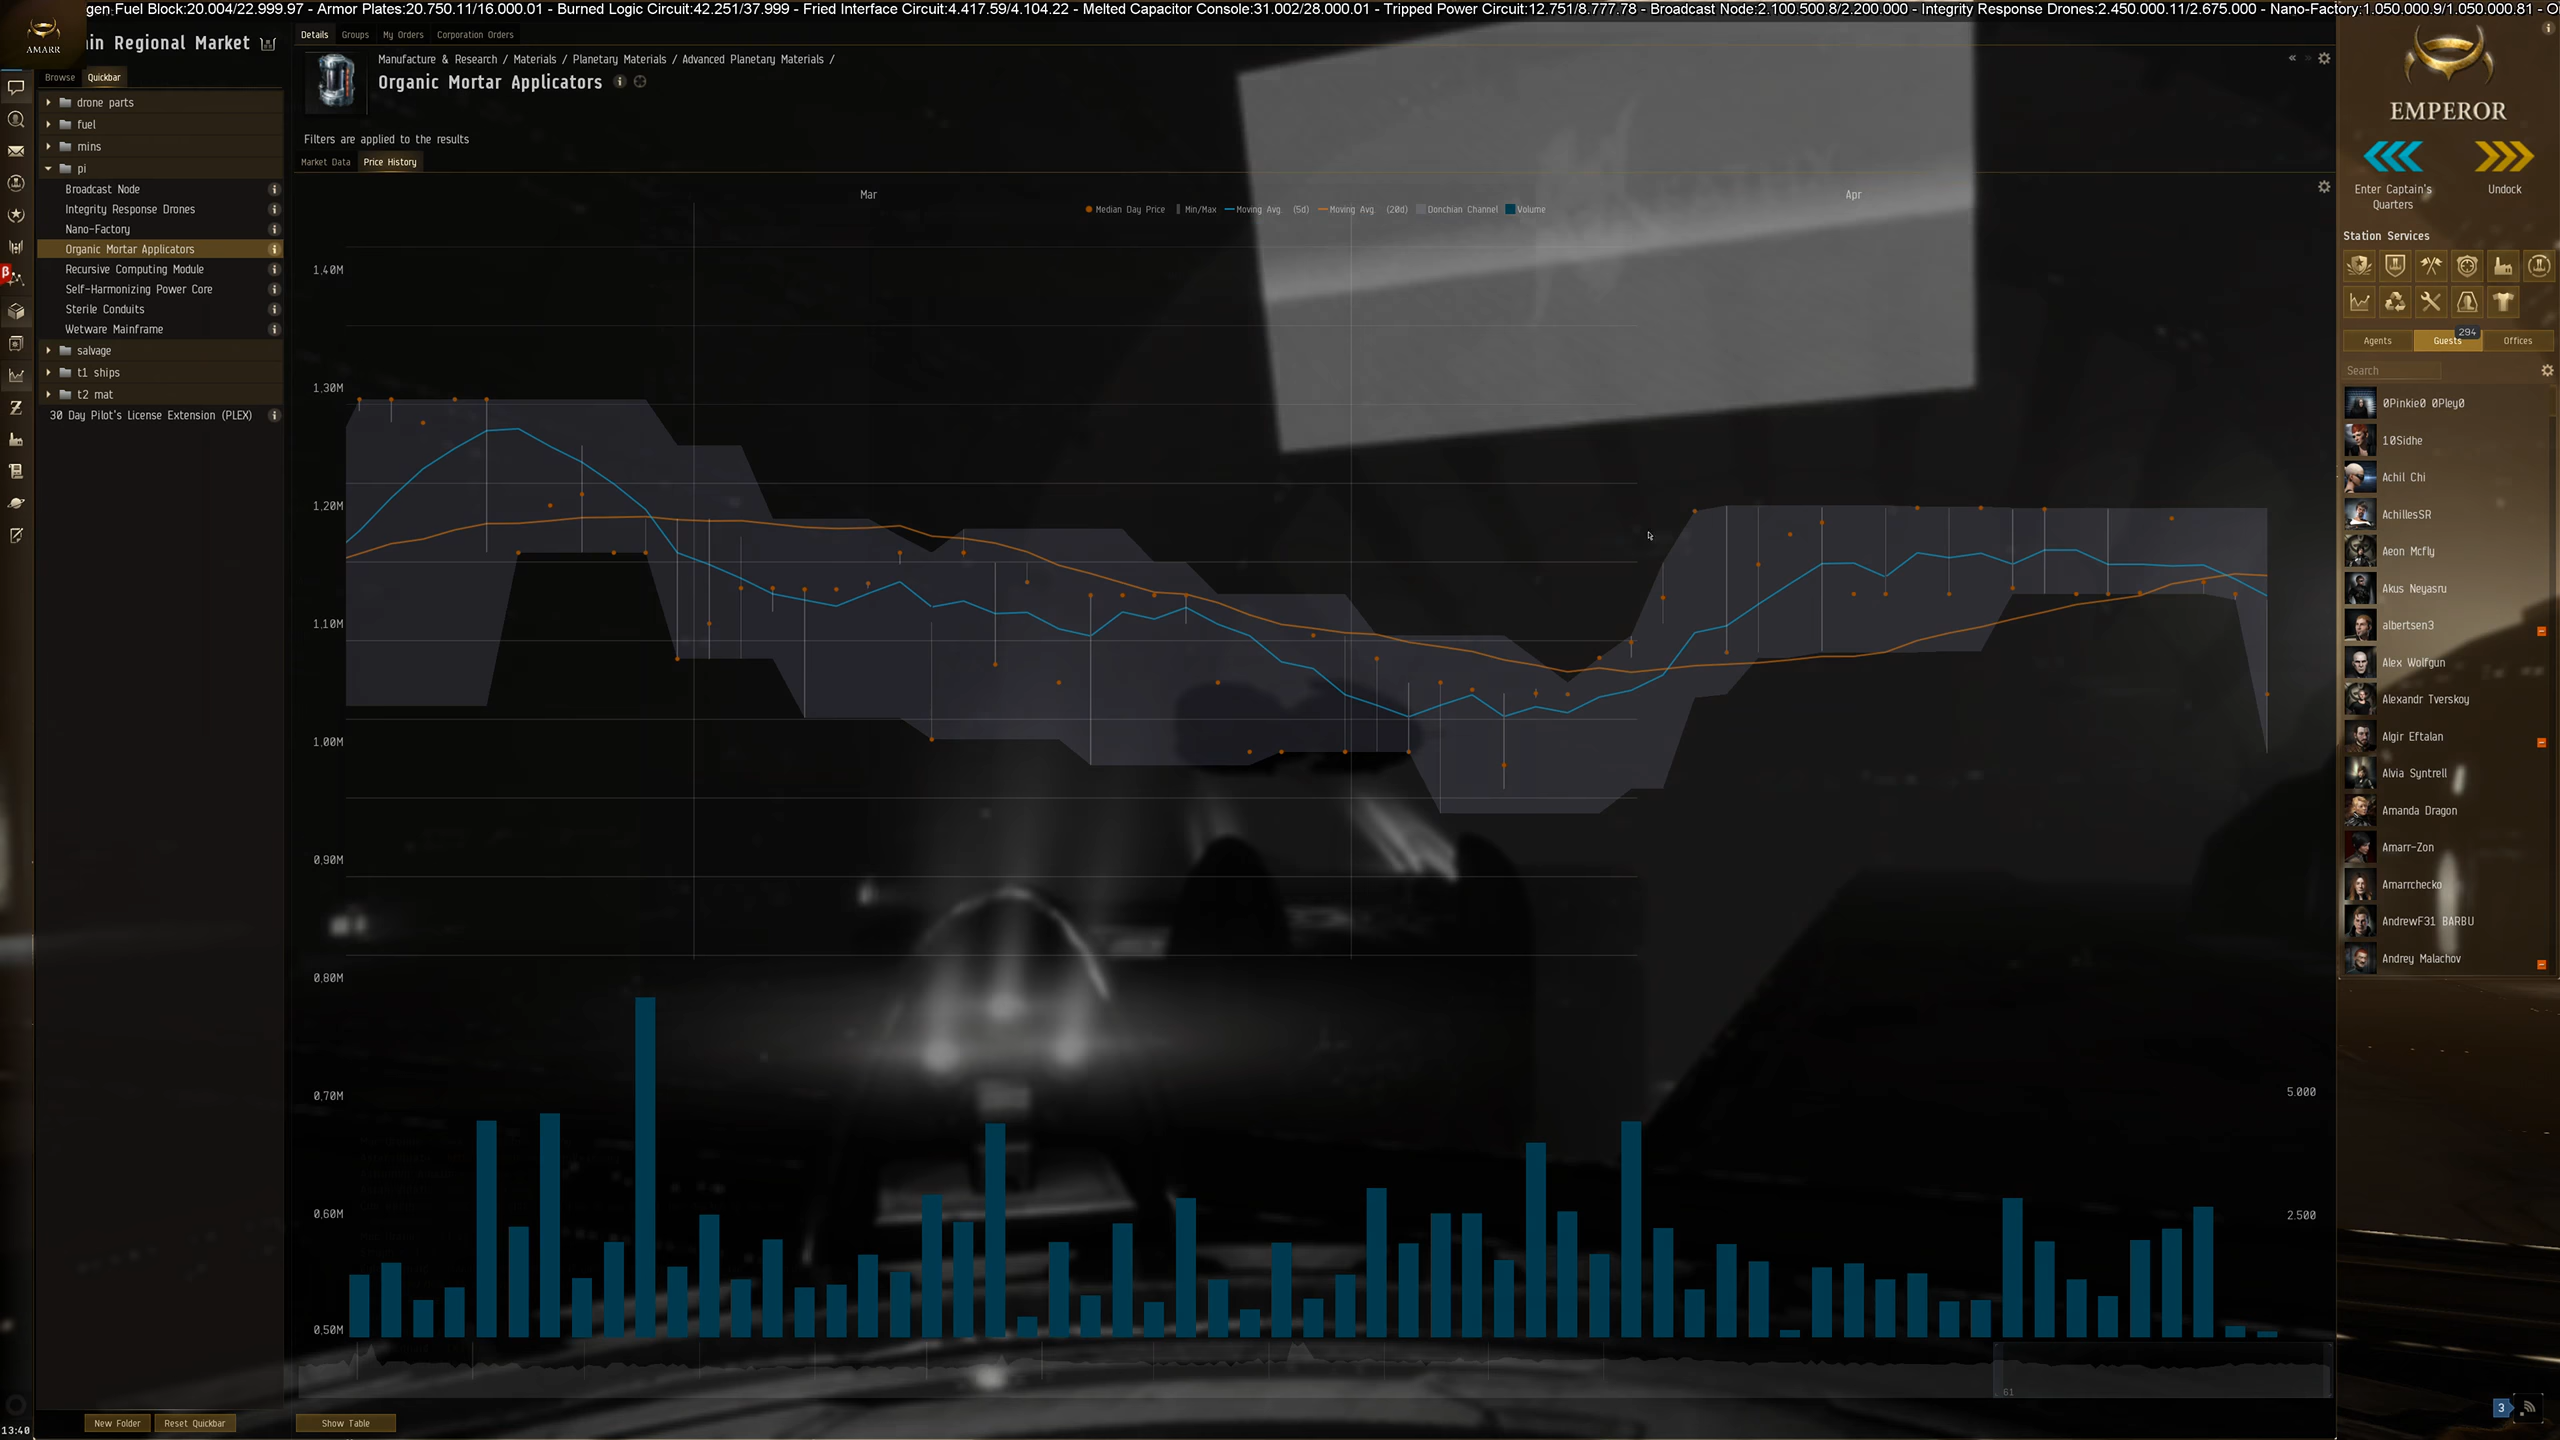 gen Fuel Block:20.004/22.999.97 - Armor Plates:20.750.11/16.000.01 - Burned Logic Circuit:42.251/37.999 - Fried Interface Circuit:4.417.59/4.104.22 - Melted Capacitor Console:31.002/28.000.01 - Tripped Power Circuit:12.751/8.777.78 - Broadcast Node:2.100.500.8/2.200.000 - Integrity Response Drones:2.450.000.11/2.675.000 - Nano-Factory:1.050.000.9/1.050.000.81 - O
AMARR
in Regional Market
Browse Quickbar
drone parts
fuel
mins
pi
Broadcast Node
Integrity Response Drones
Nano-Factory
Organic Mortar Applicators
Recursive Computing Module
Self-Harmonizing Power Core
Sterile Conduits
Wetware Mainframe
salvage
t1 ships
t2 mat
30 Day Pilot's License Extension (PLEX)
β
Z
13:40
New Folder Reset Quickbar
Details Groups My Orders Corporation Orders
Manufacture & Research / Materials / Planetary Materials / Advanced Planetary Materials /
Organic Mortar Applicators
Filters are applied to the results
Market Data Price History
Mar Apr
Median Day Price Min/Max Moving Avg. (5d) Moving Avg. (20d) Donchian Channel Volume
1,40M
1,30M
1,20M
1,10M
1,00M
0,90M
0,80M
0,70M
0,60M
0,50M
5.000
2.500
61
Show Table
EMPEROR
Enter Captain's Quarters
Undock
Station Services
294
Agents Guests Offices
Search
0Pinkie0 0Pley0
10Sidhe
Achil Chi
AchillesSR
Aeon Mcfly
Akus Neyasru
albertsen3
Alex Wolfgun
Alexandr Tverskoy
Algir Eftalan
Alvia Syntrell
Amanda Dragon
Amarr-Zon
Amarrchecko
AndrewF31 BARBU
Andrey Malachov
3